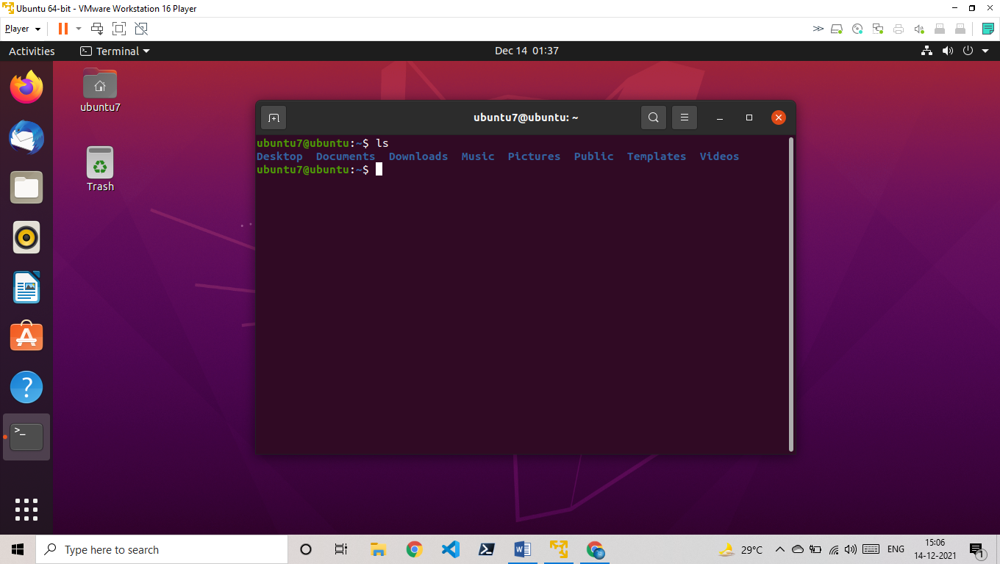 Ubuntu 64-bit - VMware Workstation 16 Player
Player
Activities
Terminal
Dec 14 01:37
ubuntu7
Trash
ubuntu7@ubuntu: ~
ubuntu7@ubuntu:~$ ls
Desktop Documents Downloads Music Pictures Public Templates Videos
ubuntu7@ubuntu:~$
Type here to search
29°C
ENG
15:06
14-12-2021
1